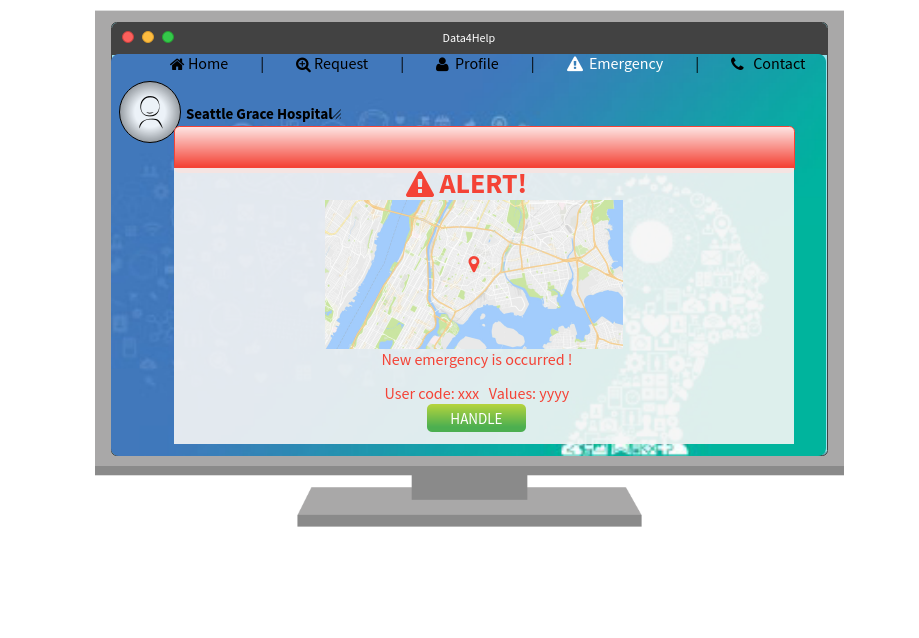 Data4Help
Home | Request | Profile | Emergency | Contact
Seattle Grace Hospital
ALERT!
New emergency is occurred !
User code: xxx Values: yyyy
HANDLE